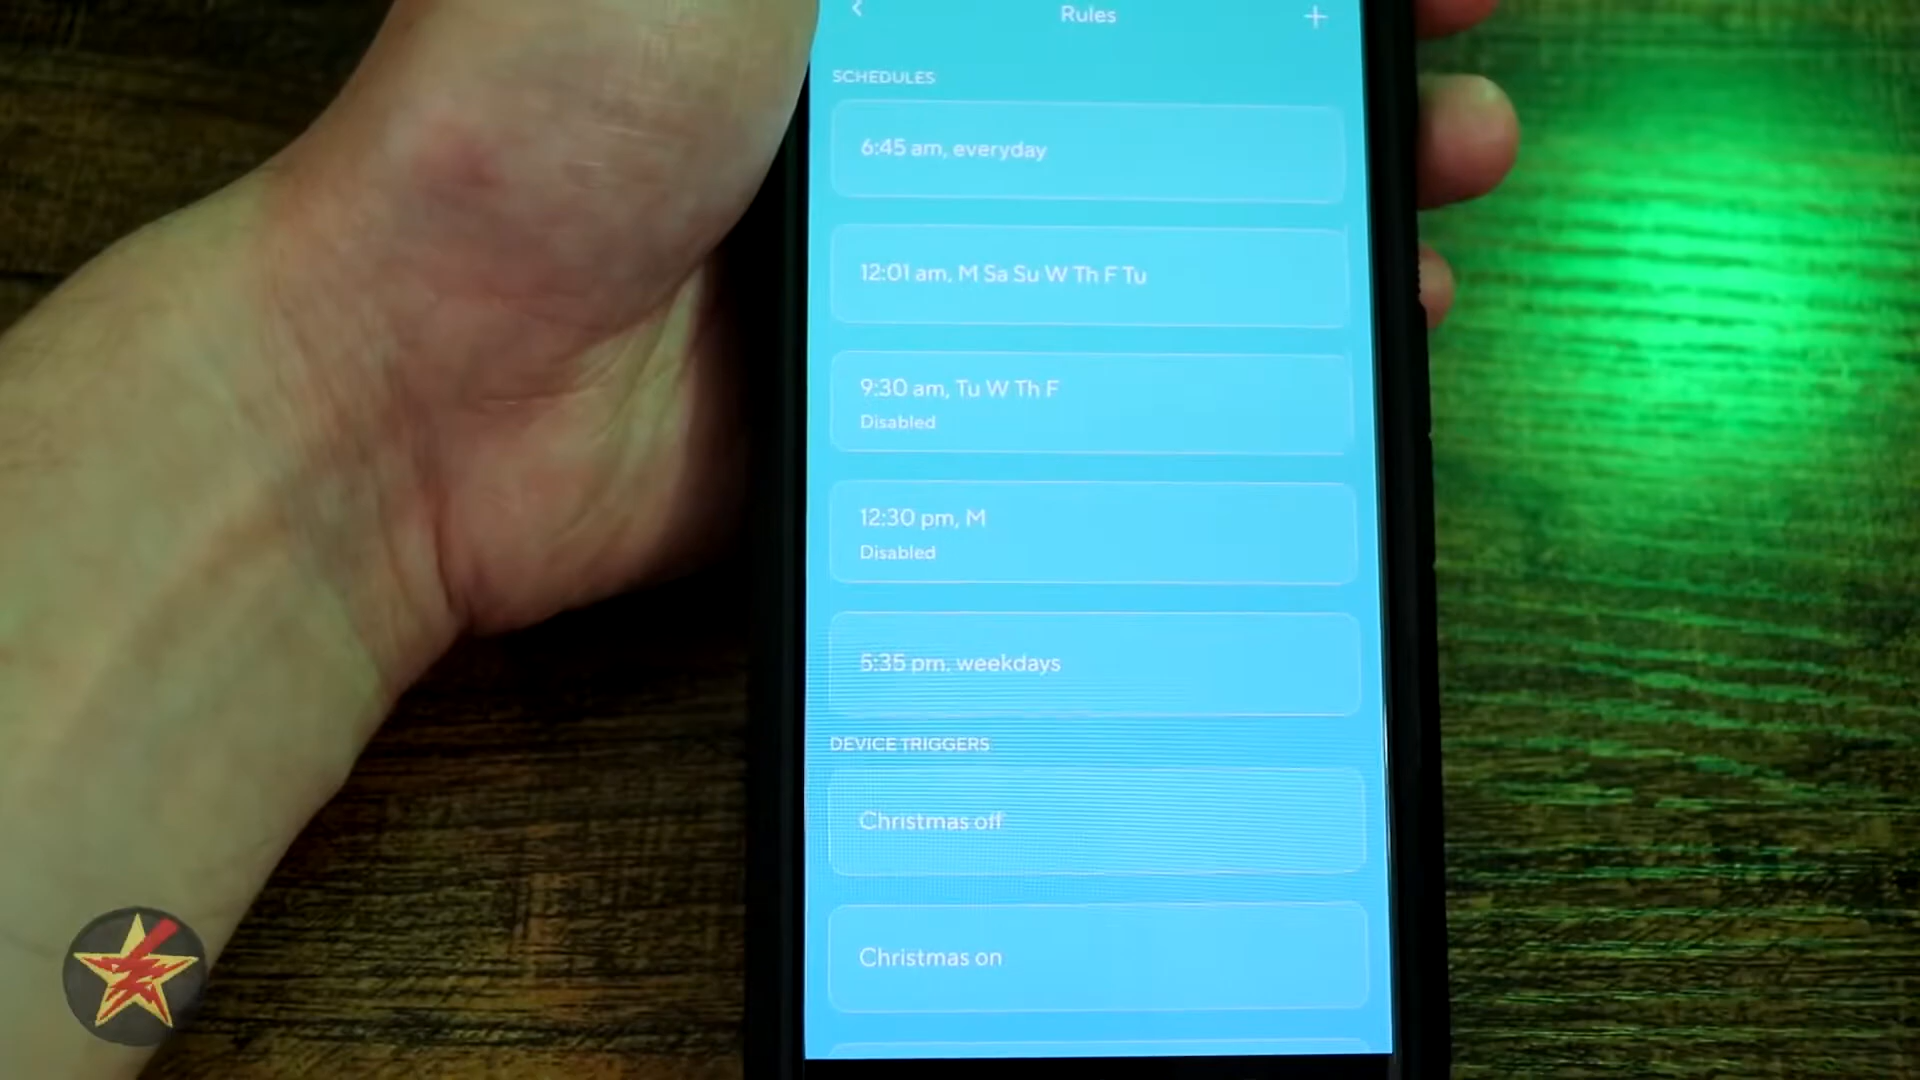 Rules
SCHEDULES
6:45 am, everyday
12:01 am, M Sa Su W Th F Tu
9:30 am, Tu W Th F
Disabled
12:30 pm, M
Disabled
5:35 pm, weekdays
DEVICE TRIGGERS
Christmas off
Christmas on